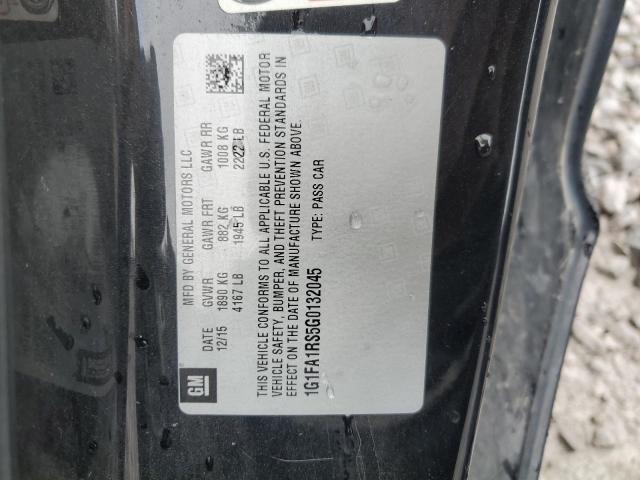 GM
MFD BY GENERAL MOTORS LLC
DATE GVWR GAWR FRT GAWR RR
12/15 1890 KG 882 KG 1008 KG
4167 LB 1945 LB 2222 LB
THIS VEHICLE CONFORMS TO ALL APPLICABLE U.S. FEDERAL MOTOR
VEHICLE SAFETY, BUMPER, AND THEFT PREVENTION STANDARDS IN
EFFECT ON THE DATE OF MANUFACTURE SHOWN ABOVE.
1G1FA1RS5G0132045 TYPE: PASS CAR